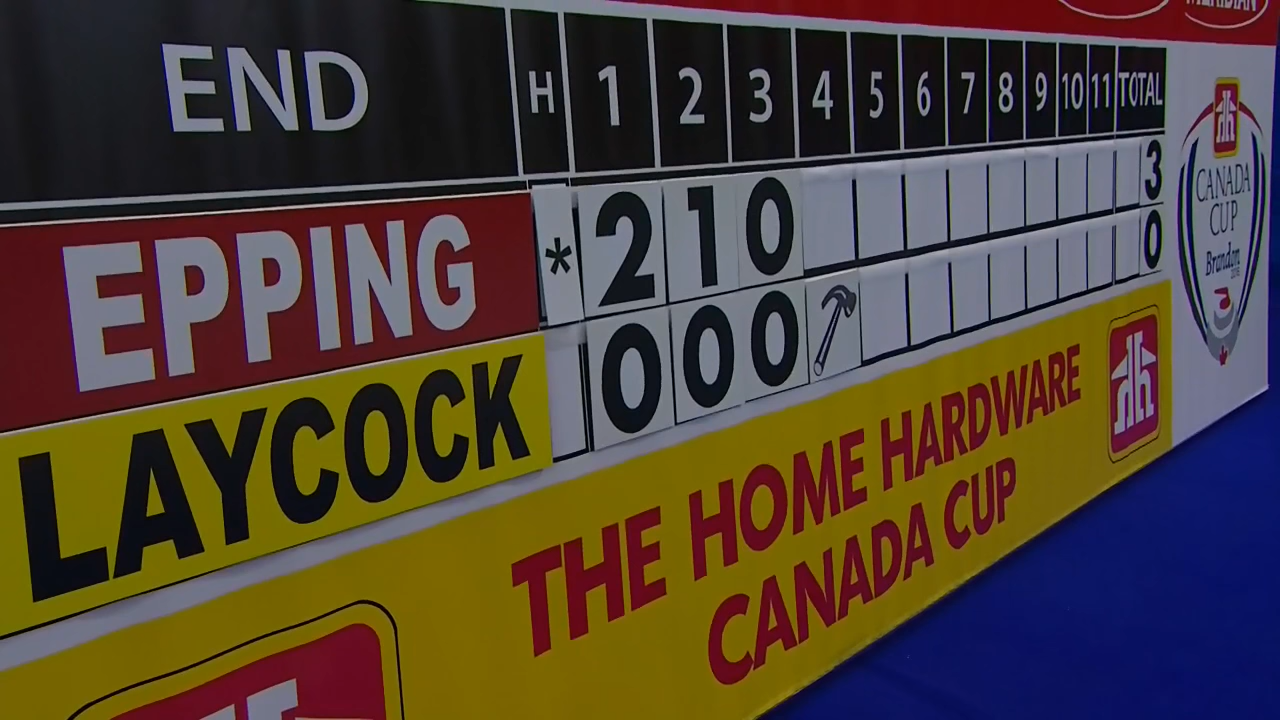 MERIDIAN
END H 1 2 3 4 5 6 7 8 9 10 11 TOTAL
EPPING * 2 1 0 3
LAYCOCK 0 0 0 0
CANADA
CUP
Brandon
THE HOME HARDWARE
CANADA CUP